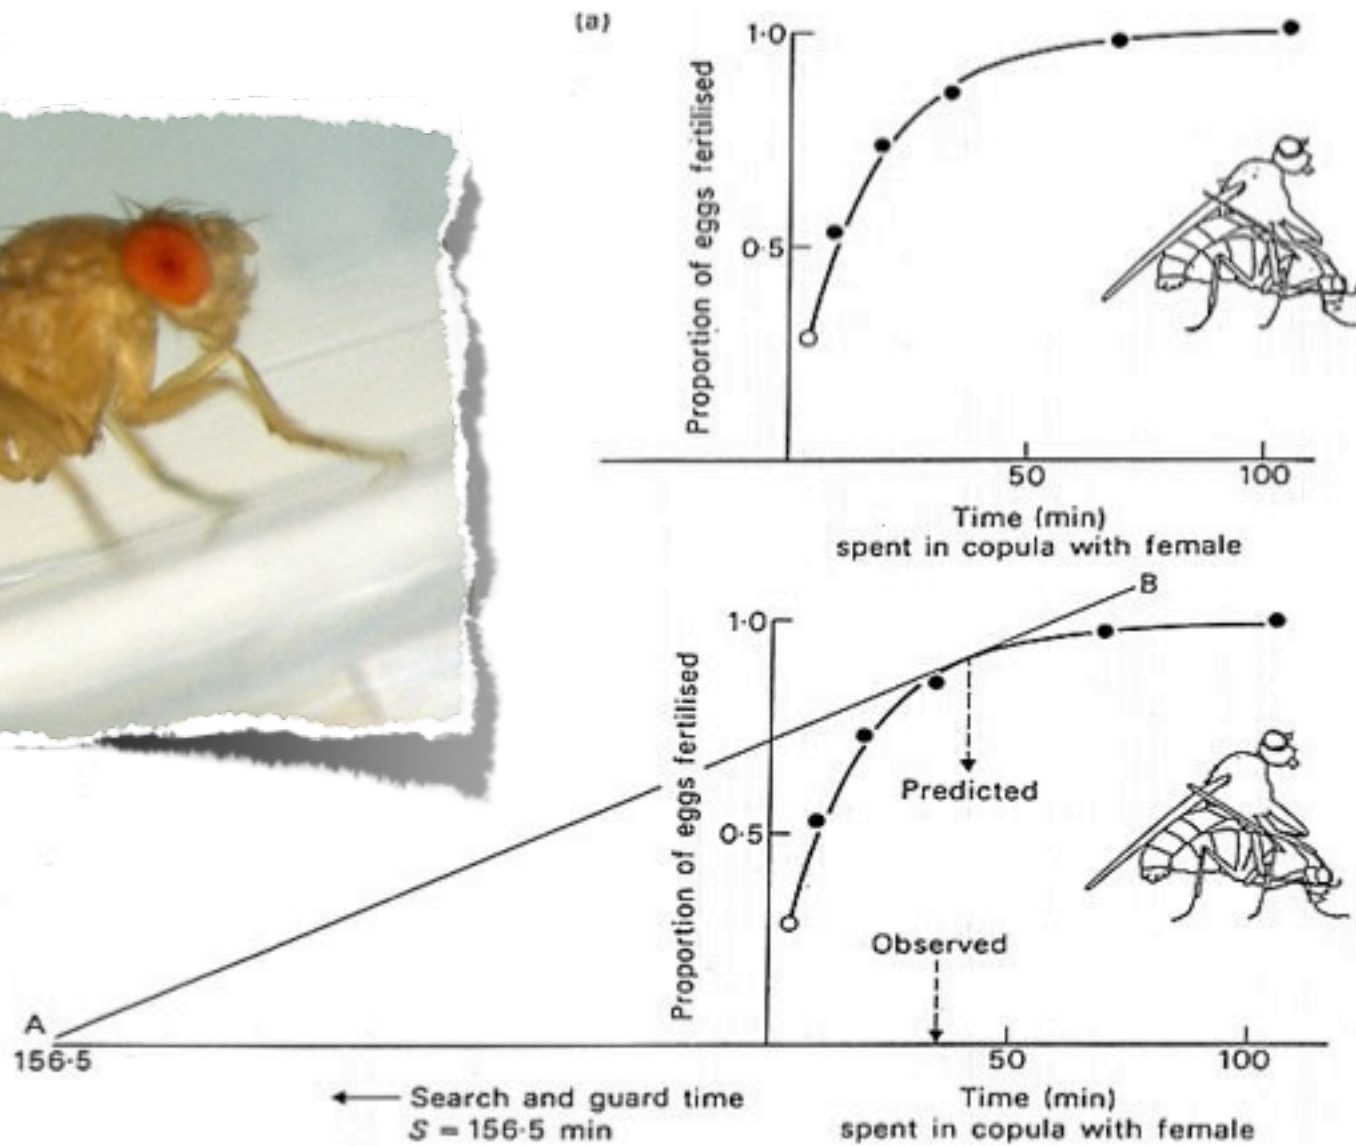 (a)
1·0
0·5
Proportion of eggs fertilised
50
100
Time (min)
spent in copula with female
B
1·0
0·5
Proportion of eggs fertilised
Predicted
Observed
A
156·5
50
100
Search and guard time
S = 156·5 min
Time (min)
spent in copula with female